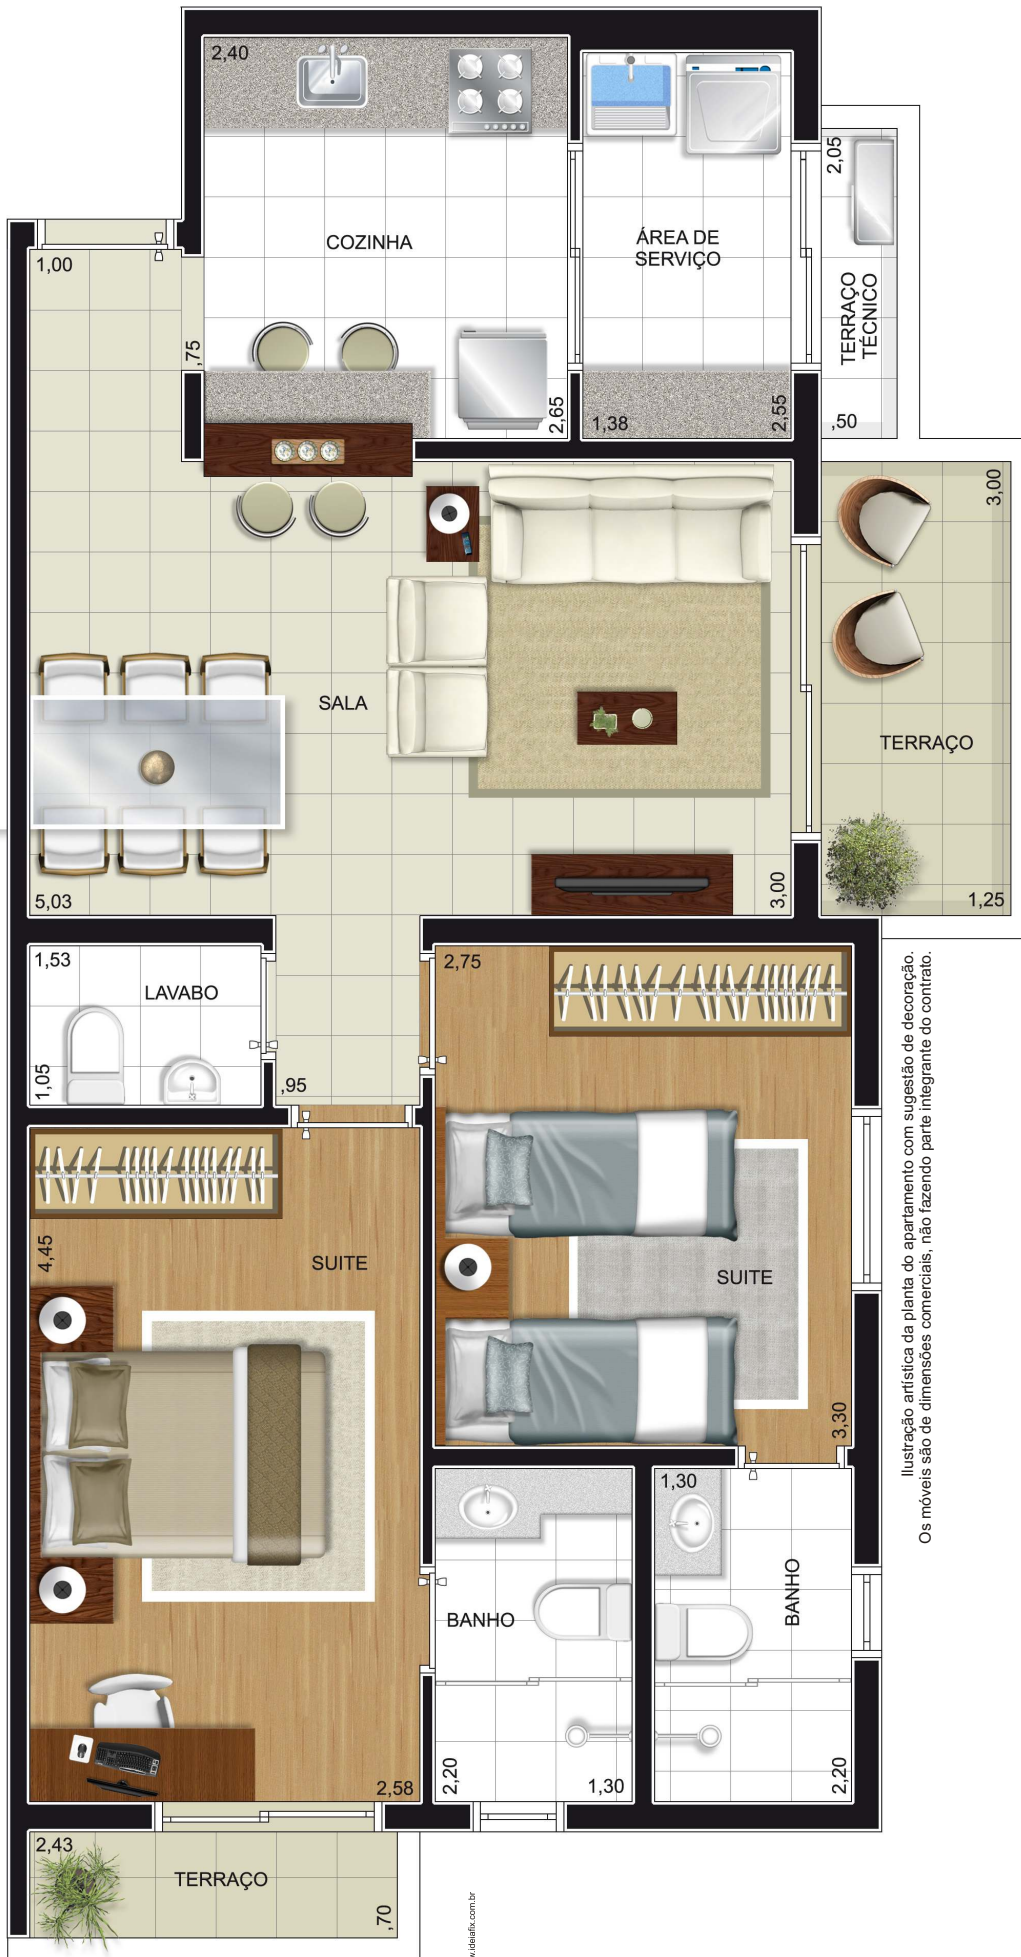 2,40
COZINHA
,75
2,65
ÁREA DE
SERVIÇO
1,38
2,55
2,05
TERRAÇO
TÉCNICO
,50
1,00
SALA
5,03
3,00
3,00
TERRAÇO
1,25
1,53
LAVABO
1,05
,95
2,75
SUITE
3,30
4,45
SUITE
2,58
BANHO
2,20
1,30
1,30
BANHO
2,20
2,43
TERRAÇO
,70
Ilustração artística da planta do apartamento com sugestão de decoração.
Os móveis são de dimensões comerciais, não fazendo parte integrante do contrato.
w.ideiafix.com.br